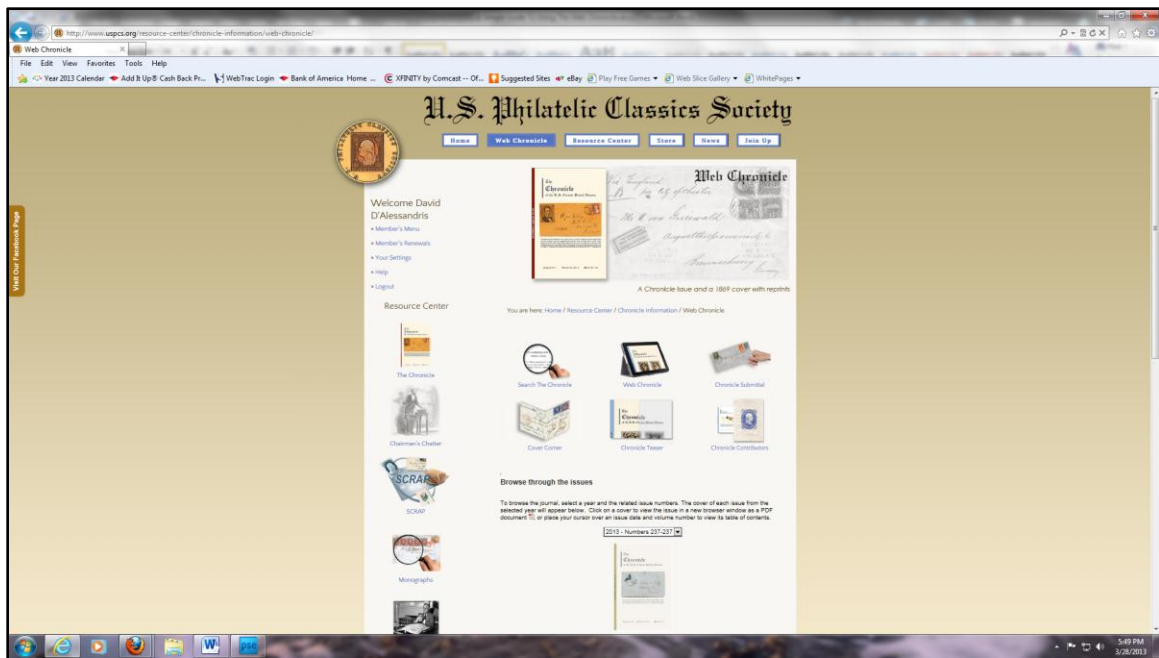 http://www.uspcs.org/resource-center/chronicle-information/web-chronicle/
Web Chronicle
File Edit View Favorites Tools Help
Year 2013 Calendar Add It Up® Cash Back Pr... WebTrac Login Bank of America Home ... XFINITY by Comcast -- Of... Suggested Sites eBay Play Free Games Web Slice Gallery WhitePages
U.S. Philatelic Classics Society
Home Web Chronicle Resource Center Store News Join Up
Visit Our Facebook Page
Welcome David
D'Alessandris
Member's Menu
Member's Renewals
Your Settings
Help
Logout
Resource Center
The Chronicle
Chairman's Chatter
SCRAP
SCRAP
Monographs
The
Chronicle
Web Chronicle
A Chronicle Issue and a 1869 cover with reprints
You are here: Home / Resource Center / Chronicle Information / Web Chronicle
Search The Chronicle Web Chronicle Chronicle Submittal
The
Chronicle
Cover Corner Chronicle Teaser Chronicle Contributors
Browse through the issues
To browse the journal, select a year and the related issue numbers. The cover of each issue from the
selected year will appear below. Click on a cover to view the issue in a new browser window as a PDF
document or place your cursor over an issue date and volume number to view its table of contents.
2013 - Numbers 237-237
The
Chronicle
W
pse
5:49 PM
3/28/2013